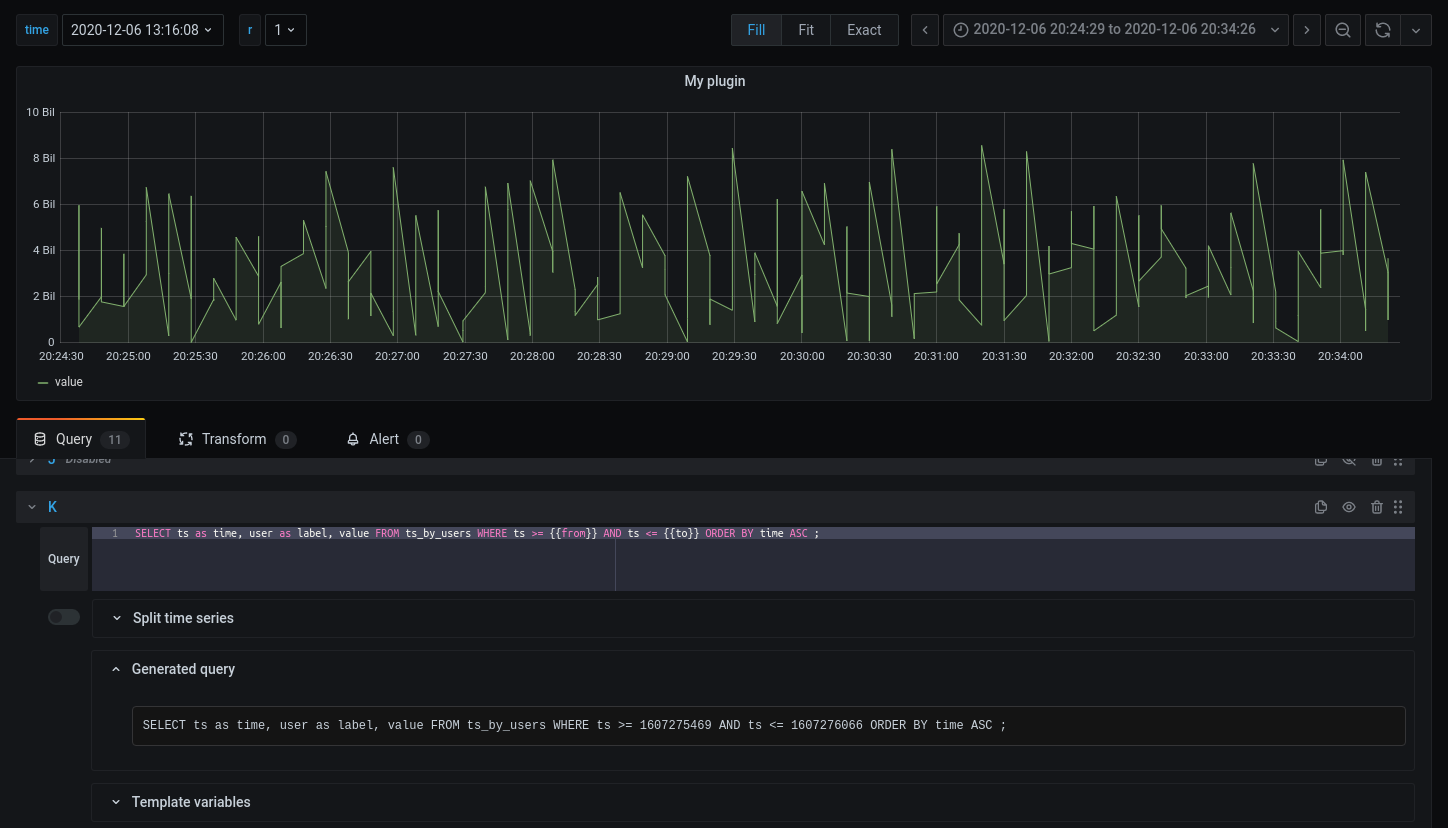 time 2020-12-06 13:16:08 r 1 Fill Fit Exact 2020-12-06 20:24:29 to 2020-12-06 20:34:26
My plugin
10 Bil
8 Bil
6 Bil
4 Bil
2 Bil
0
20:24:30 20:25:00 20:25:30 20:26:00 20:26:30 20:27:00 20:27:30 20:28:00 20:28:30 20:29:00 20:29:30 20:30:00 20:30:30 20:31:00 20:31:30 20:32:00 20:32:30 20:33:00 20:33:30 20:34:00
value
Query 11 Transform 0 Alert 0
J Disabled
K
1 SELECT ts as time, user as label, value FROM ts_by_users WHERE ts >= {{from}} AND ts <= {{to}} ORDER BY time ASC ;
Query
Split time series
Generated query
SELECT ts as time, user as label, value FROM ts_by_users WHERE ts >= 1607275469 AND ts <= 1607276066 ORDER BY time ASC ;
Template variables